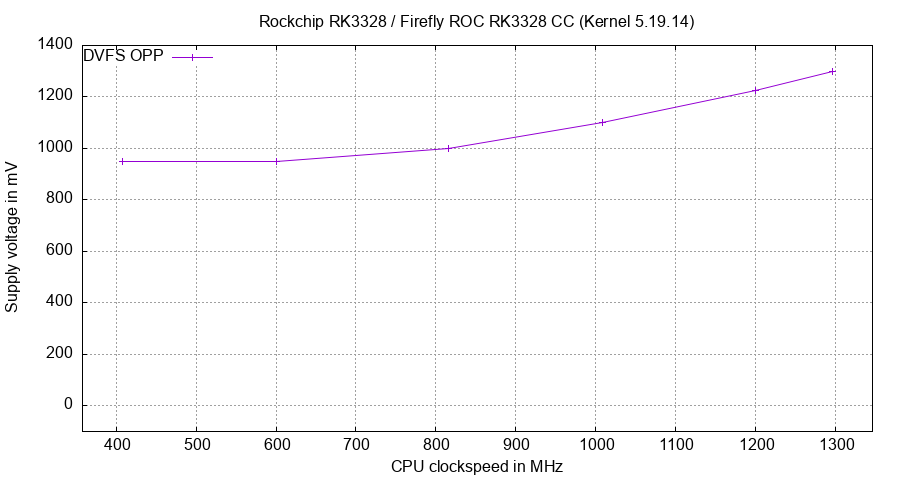 Rockchip RK3328 / Firefly ROC RK3328 CC (Kernel 5.19.14)
DVFS OPP
1400
1200
1000
800
600
400
200
0
Supply voltage in mV
400 500 600 700 800 900 1000 1100 1200 1300
CPU clockspeed in MHz